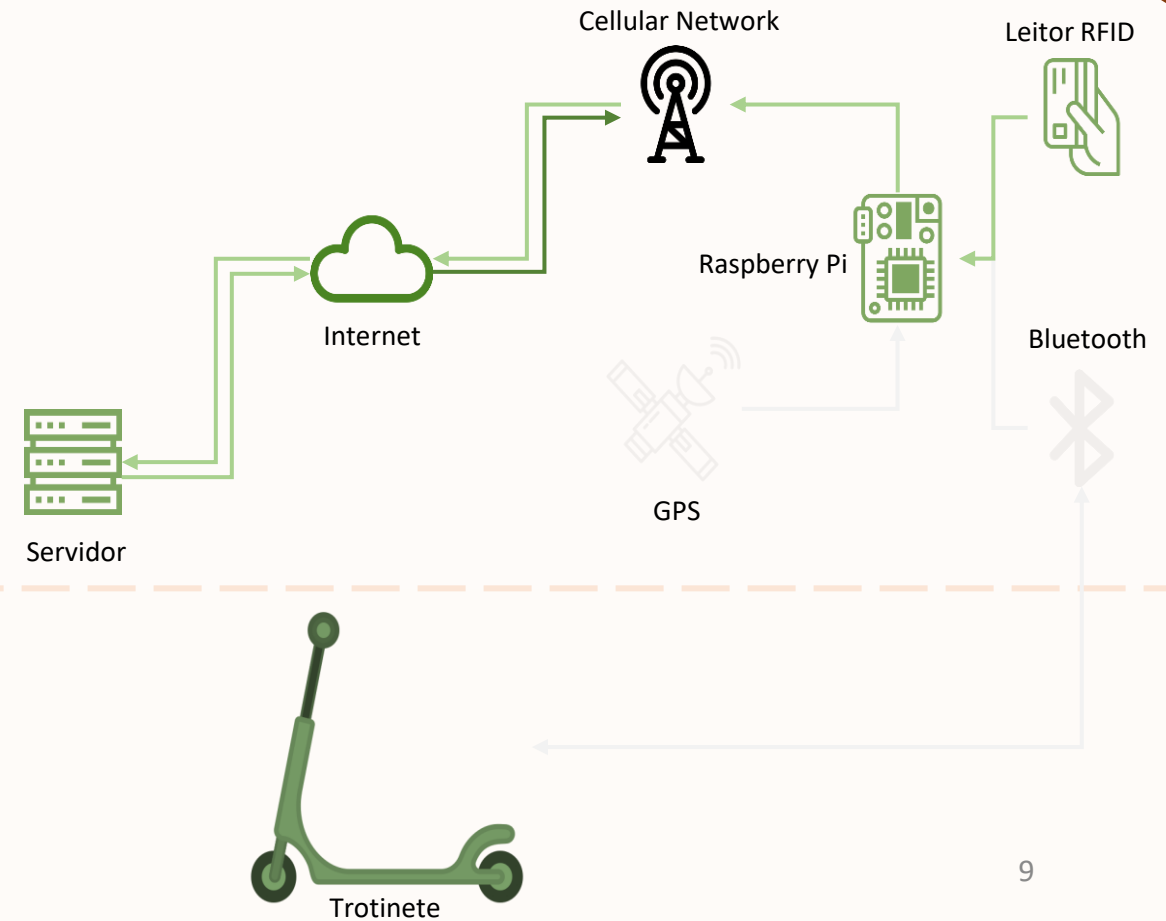 Cellular Network
Leitor RFID
Raspberry Pi
Internet
Bluetooth
GPS
Servidor
9
Trotinete